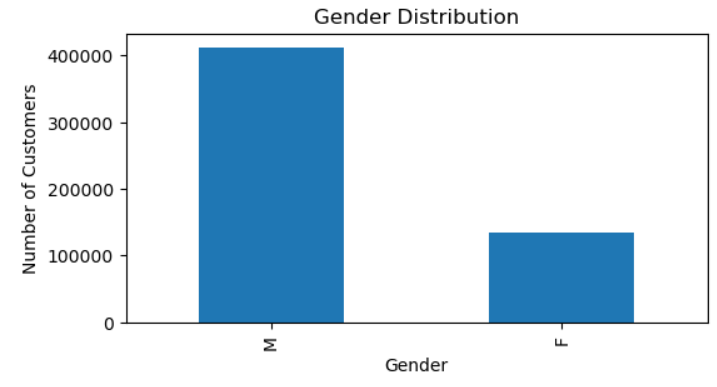 Gender Distribution
Number of Customers
400000
300000
200000
100000
0
M
F
Gender